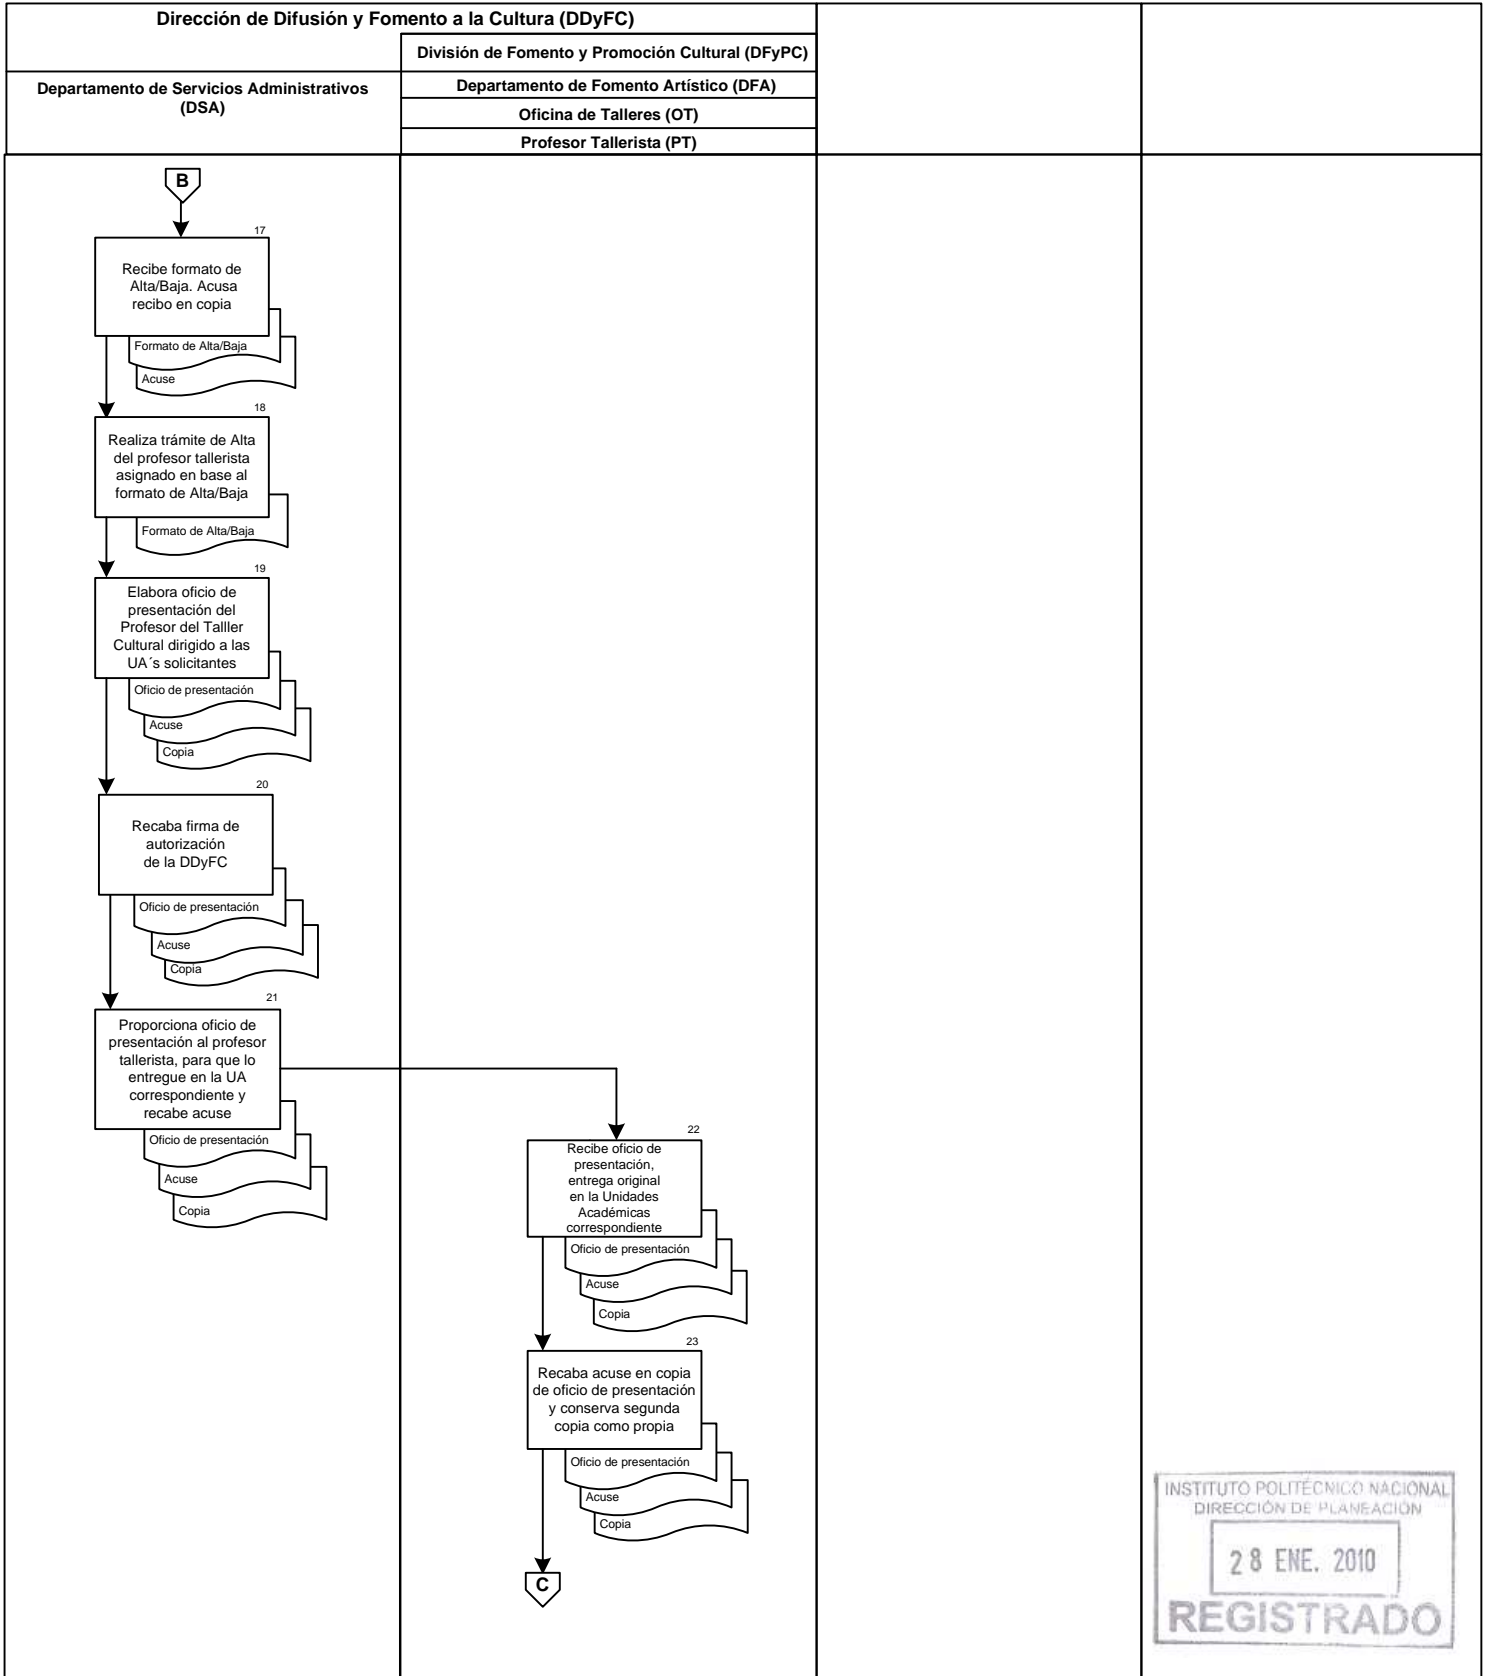 Dirección de Difusión y Fomento a la Cultura (DDyFC)
División de Fomento y Promoción Cultural (DFyPC)
Departamento de Servicios Administrativos
(DSA)
Departamento de Fomento Artístico (DFA)
Oficina de Talleres (OT)
Profesor Tallerista (PT)
B
17
Recibe formato de
Alta/Baja. Acusa
recibo en copia
Formato de Alta/Baja
Acuse
18
Realiza trámite de Alta
del profesor tallerista
asignado en base al
formato de Alta/Baja
Formato de Alta/Baja
19
Elabora oficio de
presentación del
Profesor del Talller
Cultural dirigido a las
UA´s solicitantes
Oficio de presentación
Acuse
Copia
20
Recaba firma de
autorización
de la DDyFC
Oficio de presentación
Acuse
Copia
21
Proporciona oficio de
presentación al profesor
tallerista, para que lo
entregue en la UA
correspondiente y
recabe acuse
Oficio de presentación
Acuse
Copia
22
Recibe oficio de
presentación,
entrega original
en la Unidades
Académicas
correspondiente
Oficio de presentación
Acuse
Copia
23
Recaba acuse en copia
de oficio de presentación
y conserva segunda
copia como propia
Oficio de presentación
Acuse
Copia
C
INSTITUTO POLITÉCNICO NACIONAL
DIRECCIÓN DE PLANEACIÓN
28 ENE. 2010
REGISTRADO